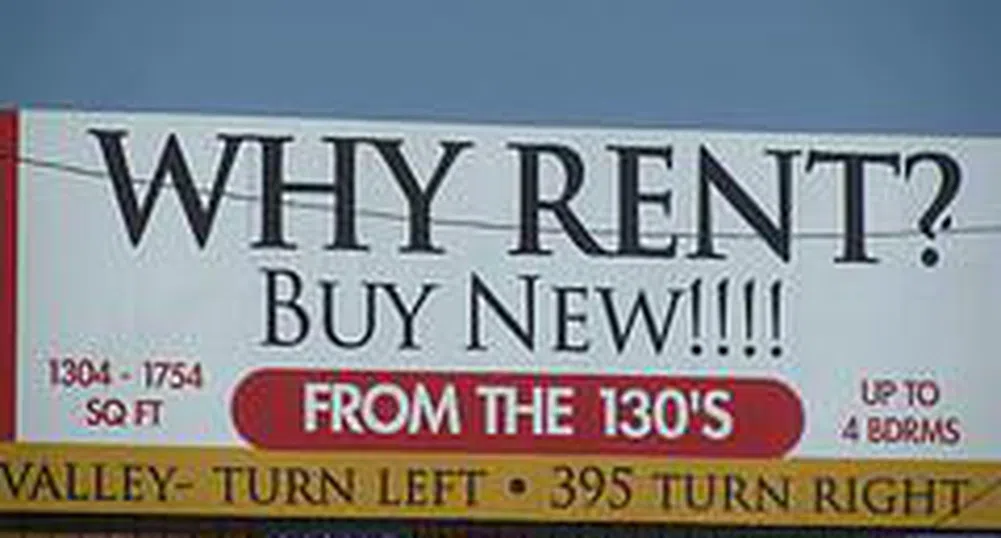 WHY RENT?
BUY NEW!!!!
1304 - 1754
SQ FT
FROM THE 130'S
UP TO
4 BDRMS
VALLEY- TURN LEFT • 395 TURN RIGHT